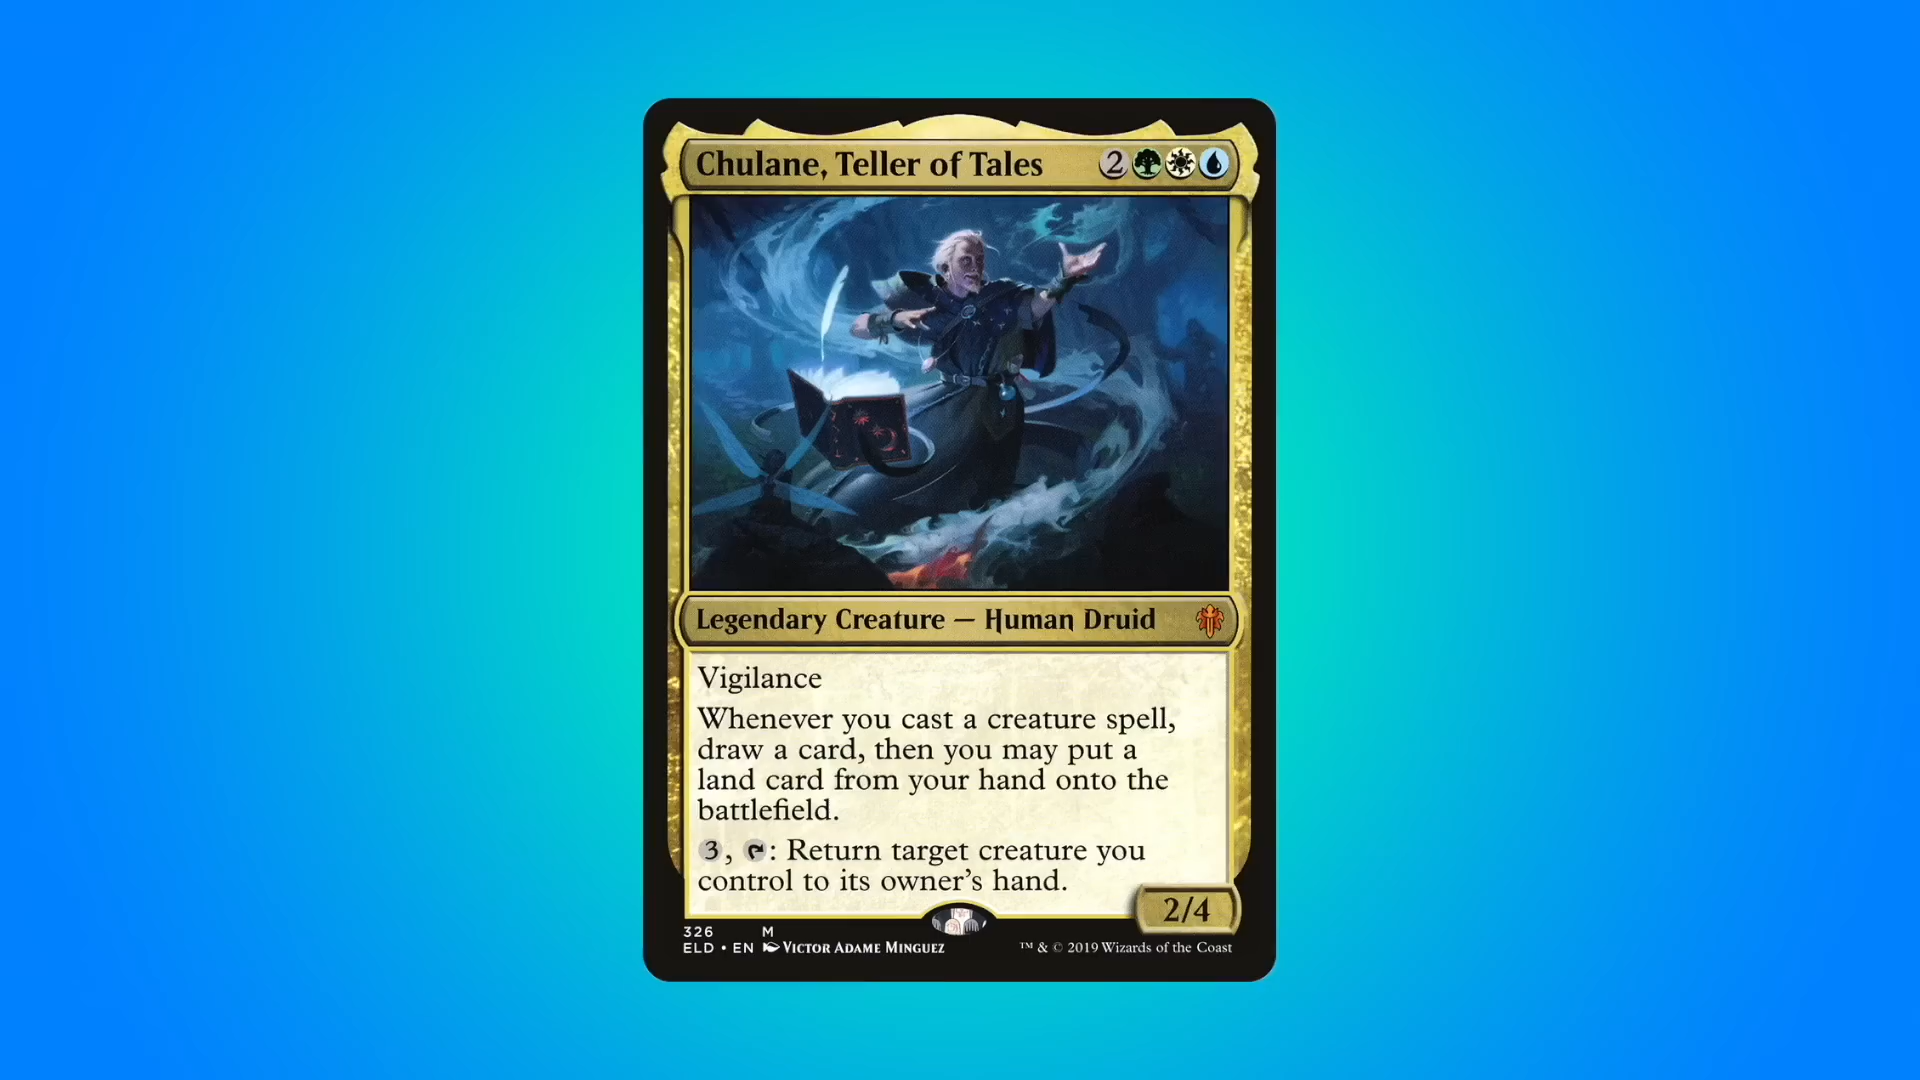 Chulane, Teller of Tales 2
Legendary Creature — Human Druid
Vigilance
Whenever you cast a creature spell,
draw a card, then you may put a
land card from your hand onto the
battlefield.
3, : Return target creature you
control to its owner's hand.
2/4
326 M
ELD • EN Victor Adame Minguez
™ & © 2019 Wizards of the Coast